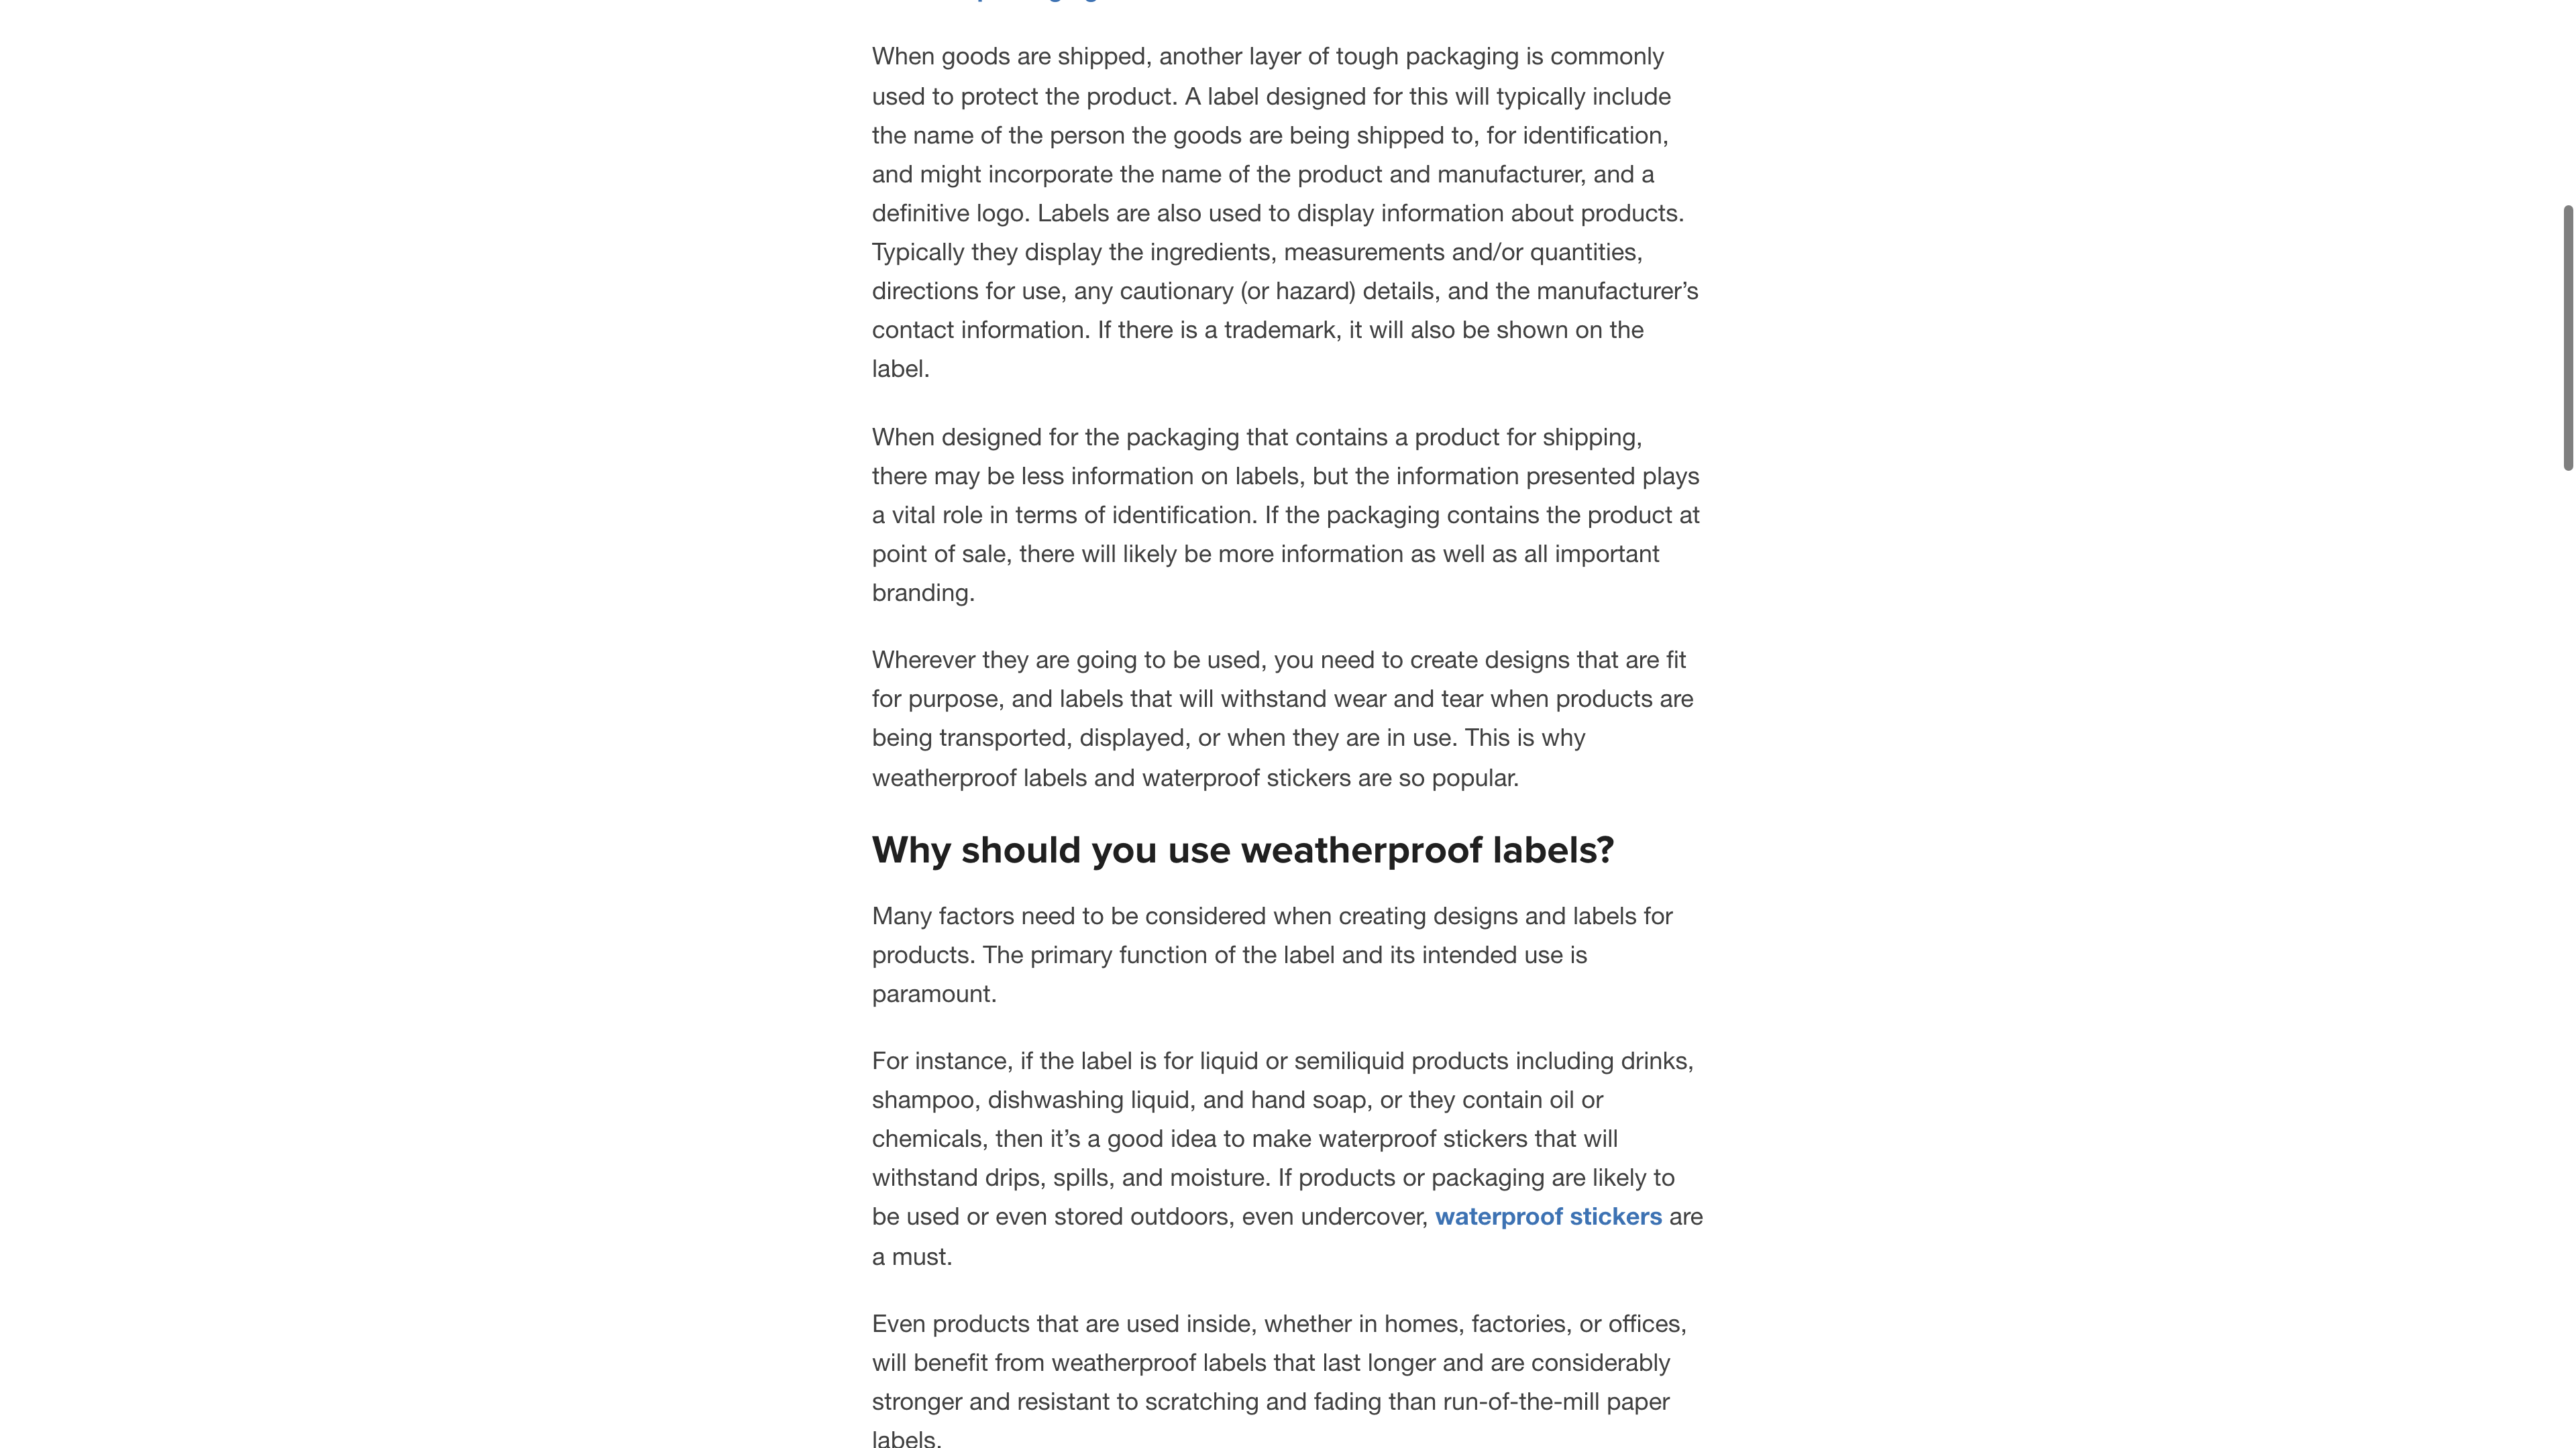 When goods are shipped, another layer of tough packaging is commonly
used to protect the product. A label designed for this will typically include
the name of the person the goods are being shipped to, for identification,
and might incorporate the name of the product and manufacturer, and a
definitive logo. Labels are also used to display information about products.
Typically they display the ingredients, measurements and/or quantities,
directions for use, any cautionary (or hazard) details, and the manufacturer’s
contact information. If there is a trademark, it will also be shown on the
label.
When designed for the packaging that contains a product for shipping,
there may be less information on labels, but the information presented plays
a vital role in terms of identification. If the packaging contains the product at
point of sale, there will likely be more information as well as all important
branding.
Wherever they are going to be used, you need to create designs that are fit
for purpose, and labels that will withstand wear and tear when products are
being transported, displayed, or when they are in use. This is why
weatherproof labels and waterproof stickers are so popular.
Why should you use weatherproof labels?
Many factors need to be considered when creating designs and labels for
products. The primary function of the label and its intended use is
paramount.
For instance, if the label is for liquid or semiliquid products including drinks,
shampoo, dishwashing liquid, and hand soap, or they contain oil or
chemicals, then it’s a good idea to make waterproof stickers that will
withstand drips, spills, and moisture. If products or packaging are likely to
be used or even stored outdoors, even undercover, waterproof stickers are
a must.
Even products that are used inside, whether in homes, factories, or offices,
will benefit from weatherproof labels that last longer and are considerably
stronger and resistant to scratching and fading than run-of-the-mill paper
labels.